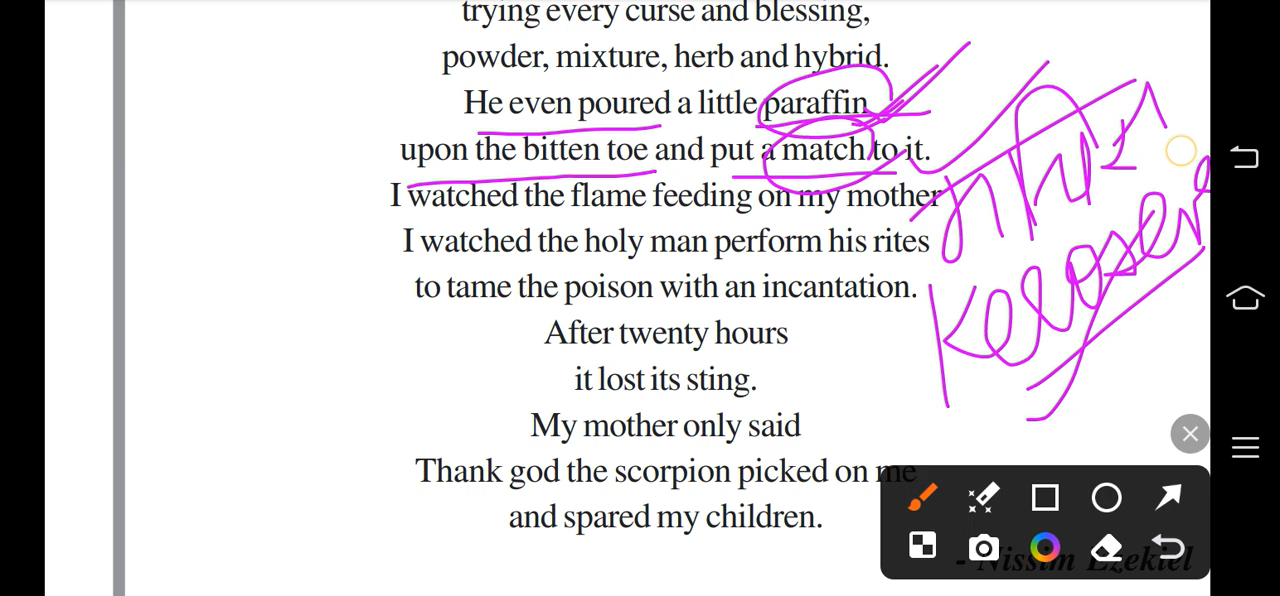 trying every curse and blessing,
powder, mixture, herb and hybrid.
He even poured a little paraffin
upon the bitten toe and put a match to it.
I watched the flame feeding on my mother
I watched the holy man perform his rites
to tame the poison with an incantation.
After twenty hours
it lost its sting.
My mother only said
Thank god the scorpion picked on me
and spared my children.
- Nissim Ezekiel